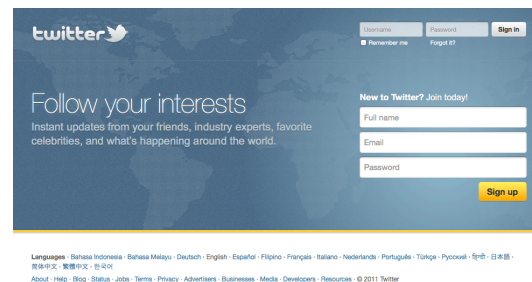 twitter
Username Password Sign in
Remember me Forgot it?
Follow your interests
Instant updates from your friends, industry experts, favorite
celebrities, and what's happening around the world.
New to Twitter? Join today!
Full name
Email
Password
Sign up
Languages · Bahasa Indonesia · Bahasa Melayu · Deutsch · English · Español · Filipino · Français · Italiano · Nederlands · Português · Türkçe · Русский · हिन्दी · 日本語 ·
简体中文 · 繁體中文 · 한국어
About · Help · Blog · Status · Jobs · Terms · Privacy · Advertisers · Businesses · Media · Developers · Resources · © 2011 Twitter